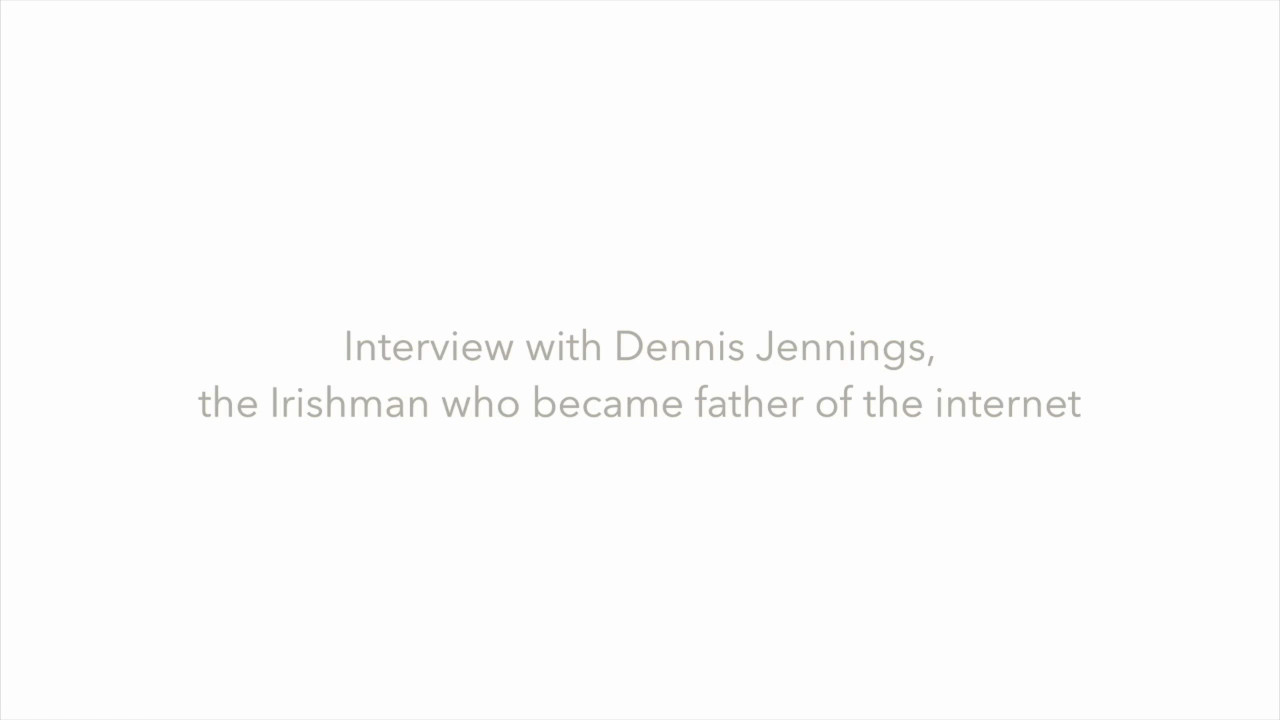 Interview with Dennis Jennings,
the Irishman who became father of the internet